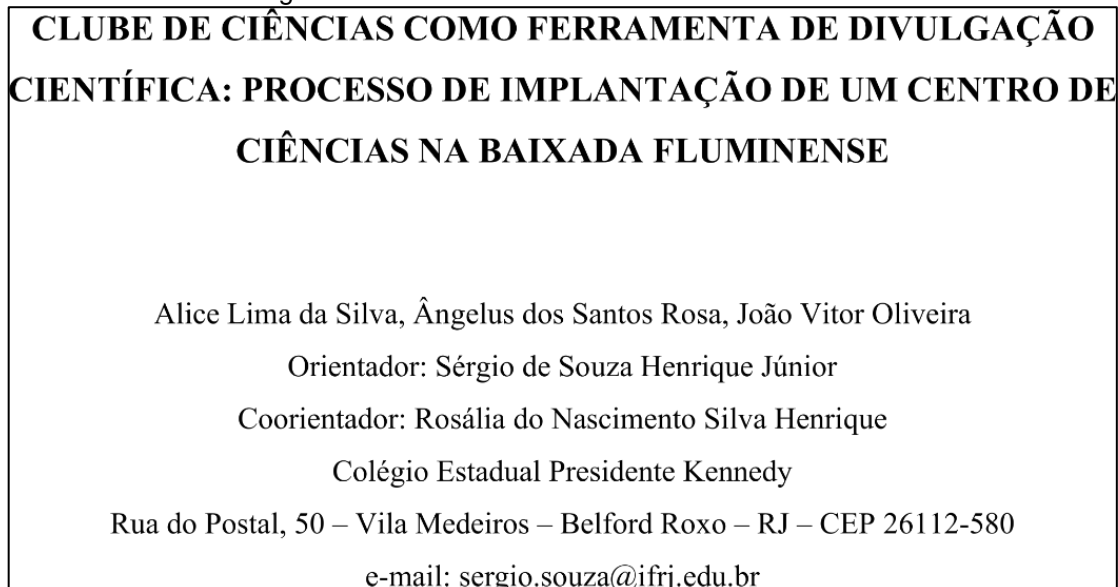 CLUBE DE CIÊNCIAS COMO FERRAMENTA DE DIVULGAÇÃO
CIENTÍFICA: PROCESSO DE IMPLANTAÇÃO DE UM CENTRO DE
CIÊNCIAS NA BAIXADA FLUMINENSE
Alice Lima da Silva, Ângelus dos Santos Rosa, João Vitor Oliveira
Orientador: Sérgio de Souza Henrique Júnior
Coorientador: Rosália do Nascimento Silva Henrique
Colégio Estadual Presidente Kennedy
Rua do Postal, 50 – Vila Medeiros – Belford Roxo – RJ – CEP 26112-580
e-mail: sergio.souza@ifrj.edu.br